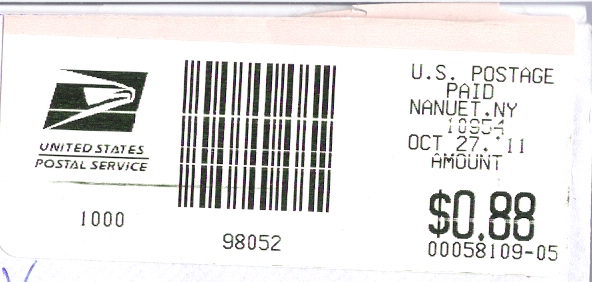 UNITED STATES
POSTAL SERVICE
1000
98052
U.S. POSTAGE
PAID
NANUET.NY
10954
OCT 27. '11
AMOUNT
$0.88
00058109-05